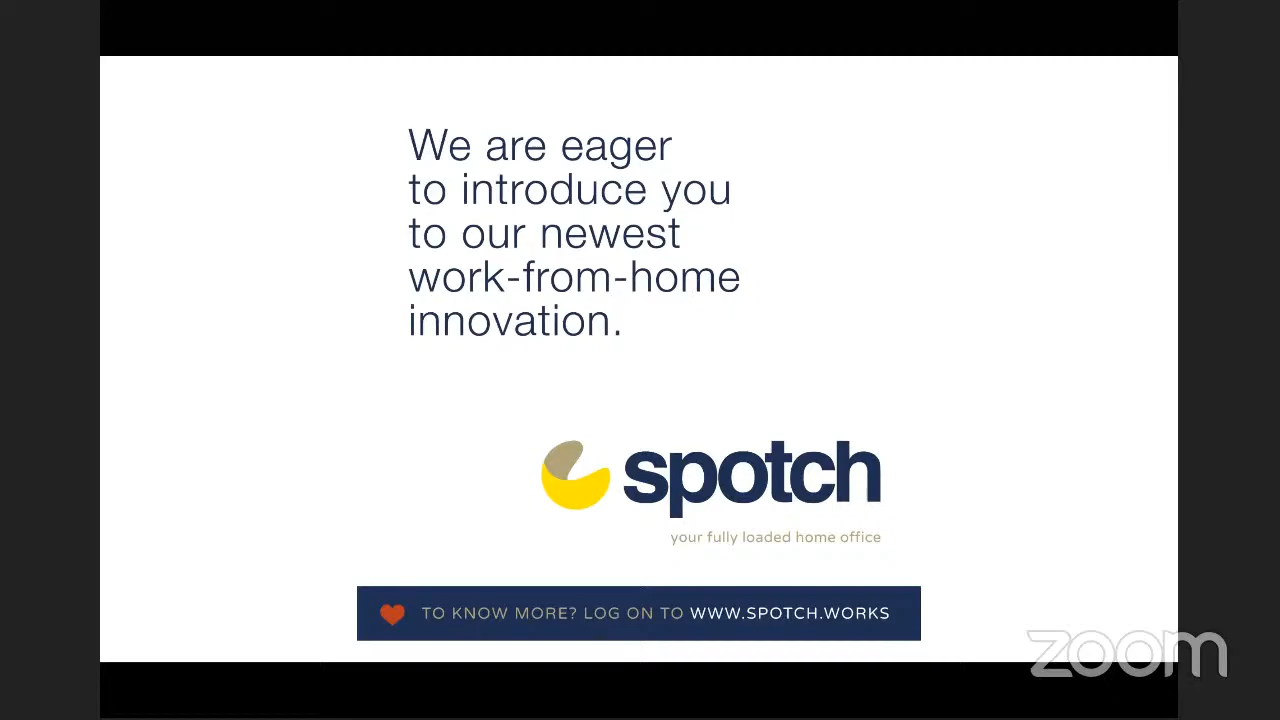 We are eager
to introduce you
to our newest
work-from-home
innovation.
spotch
your fully loaded home office
TO KNOW MORE? LOG ON TO WWW.SPOTCH.WORKS
zoom